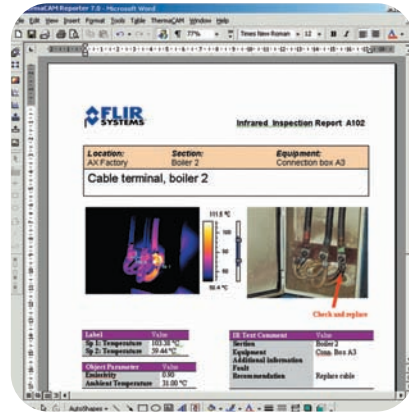 ThermaCAM Reporter 7.0 - Microsoft Word
File Edit View Insert Format Tools Table ThermaCAM Window Help
77% Times New Roman 12 B I
FLIR
SYSTEMS
Infrared Inspection Report A102
Location: Section: Equipment:
AX Factory Boiler 2 Connection box A3
Cable terminal, boiler 2
111.5 °C
100
50.4 °C
Check and replace
Label Value
Sp 1: Temperature 103.28 °C
Sp 2: Temperature 59.44 °C
Object Parameter Value
Emissivity 0.90
Ambient Temperature 31.00 °C
IR Text Comment Value
Section Boiler 2
Equipment Conn. Box A3
Additional Information
Fault
Recommendation Replace cable
AutoShapes